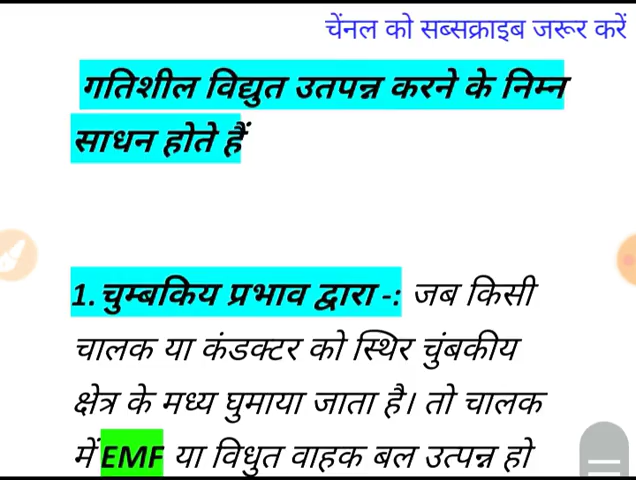 चेंनल को सब्सक्राइब जरूर करें
गतिशील विद्युत उतपन्न करने के निम्न
साधन होते हैं
1. चुम्बकिय प्रभाव द्वारा -: जब किसी
चालक या कंडक्टर को स्थिर चुंबकीय
क्षेत्र के मध्य घुमाया जाता है। तो चालक
में EMF या विधुत वाहक बल उत्पन्न हो